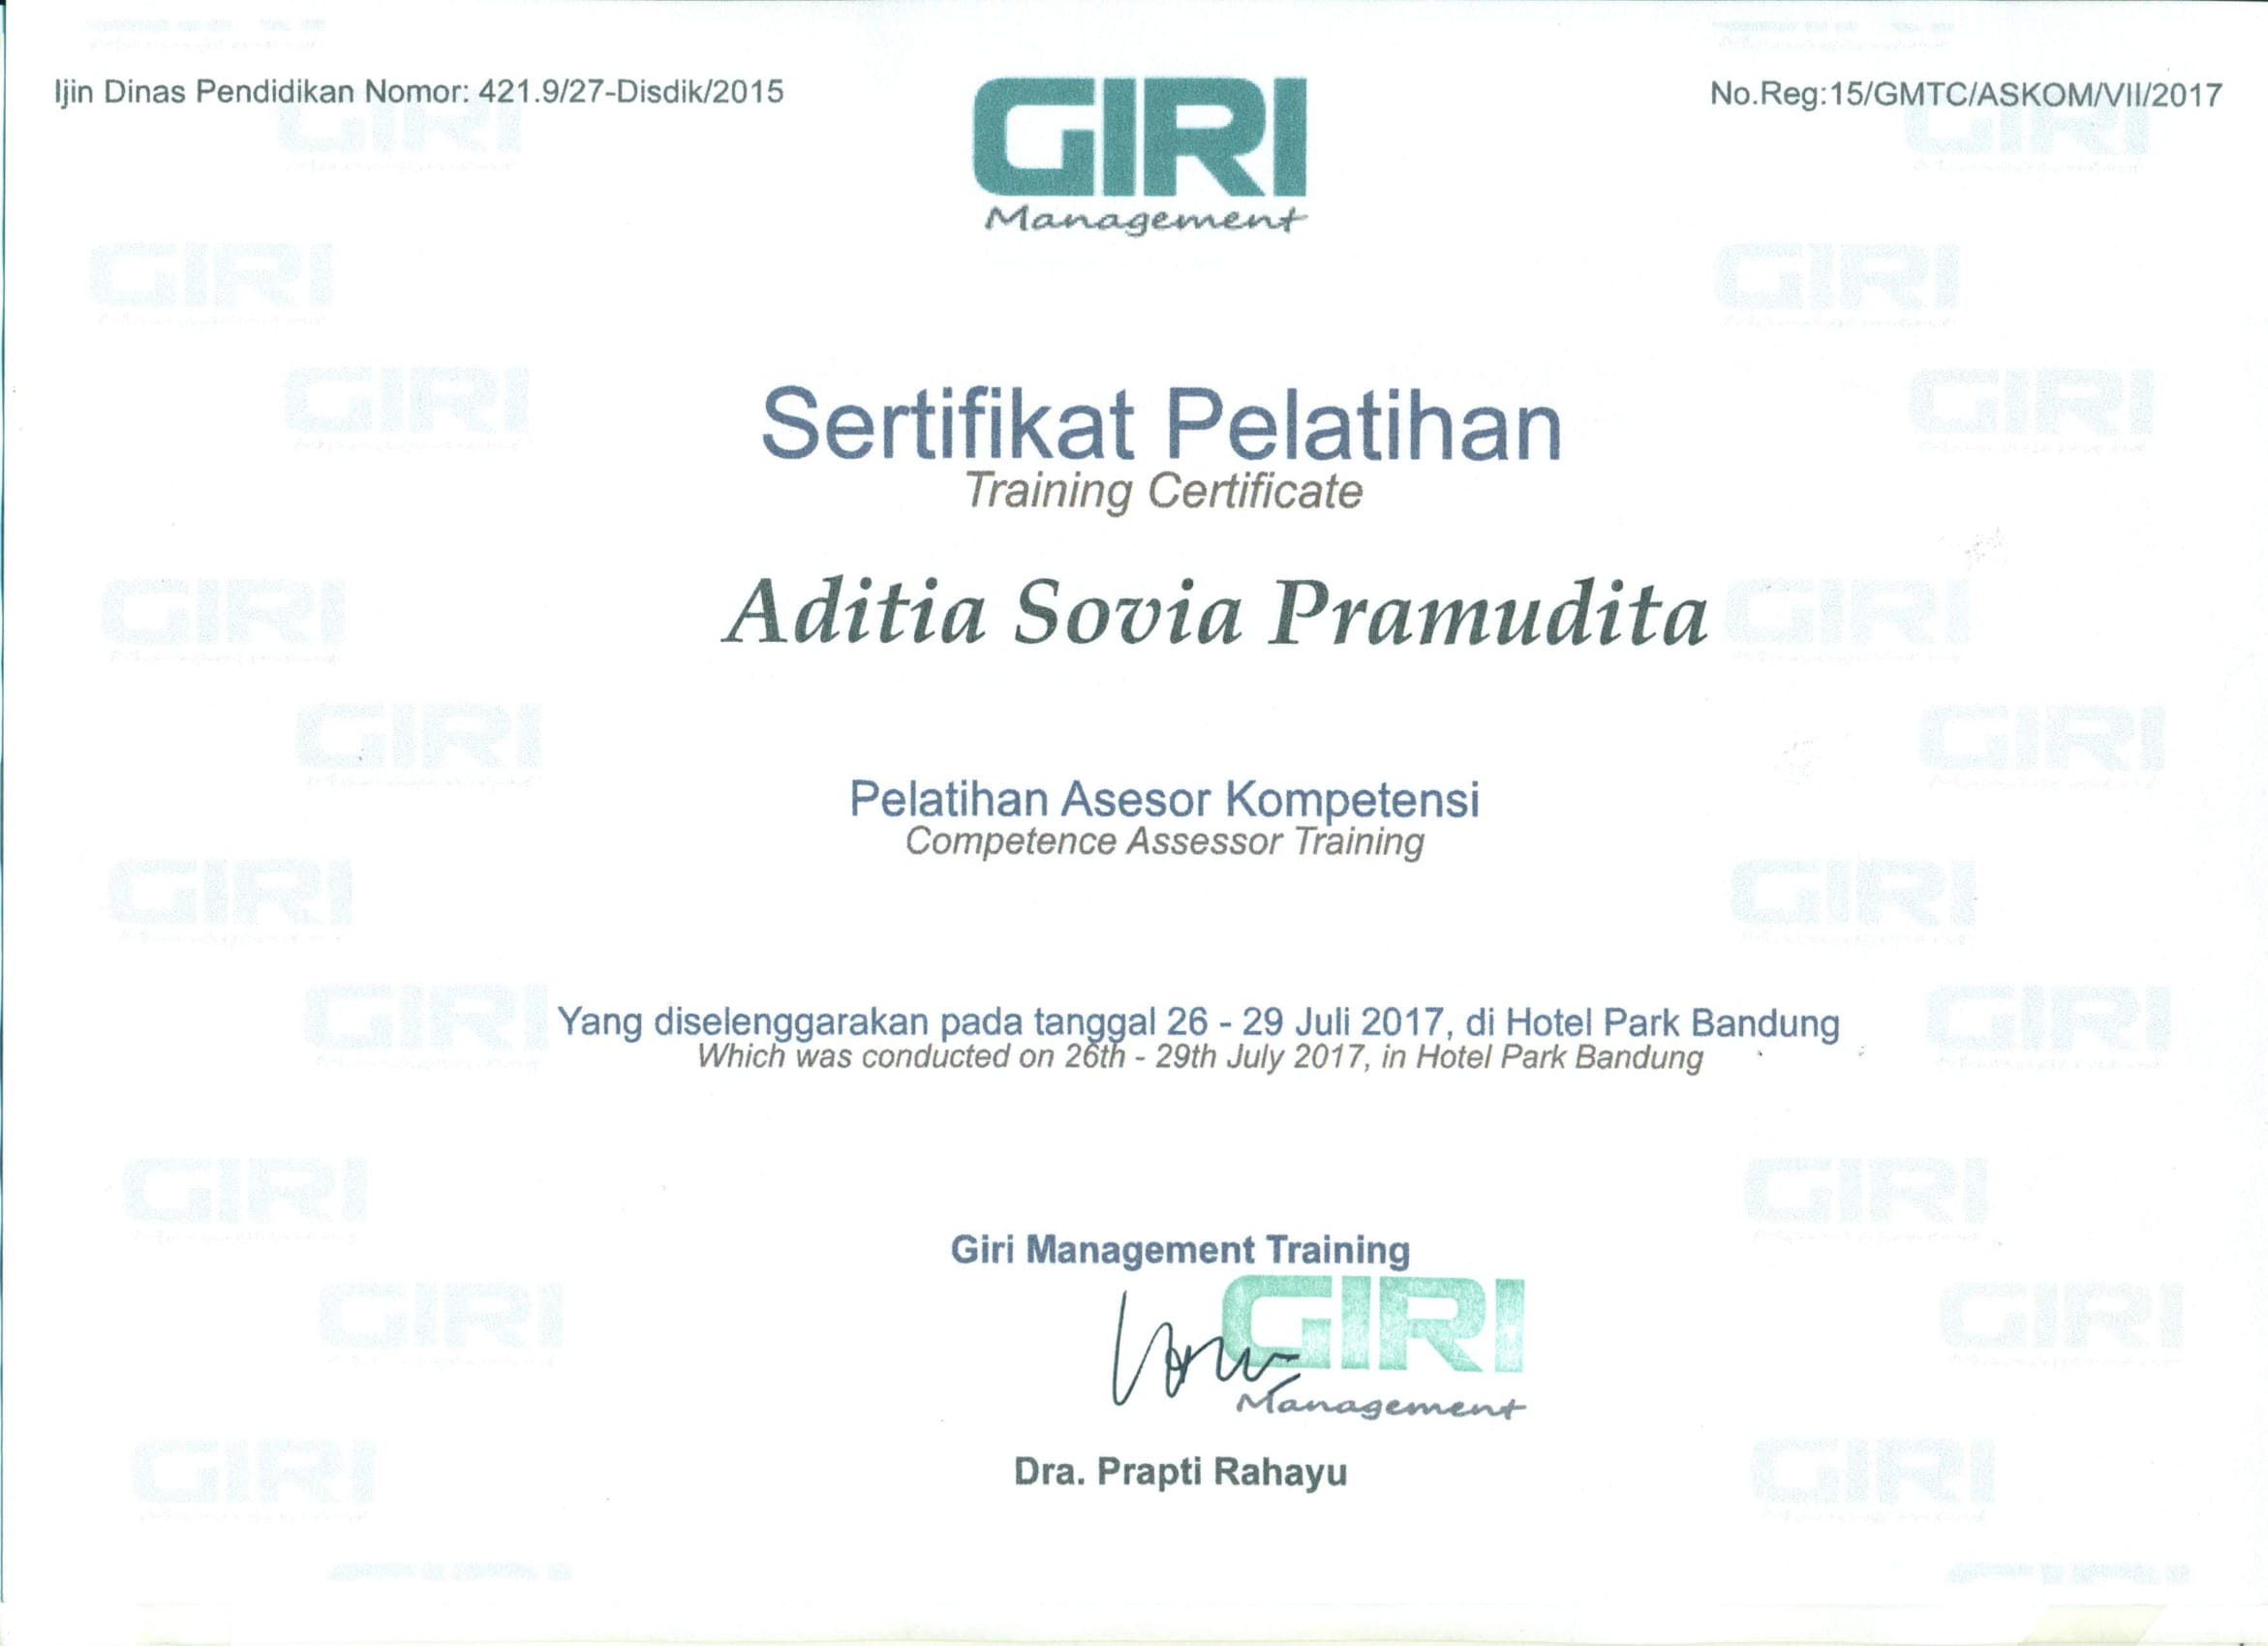 Ijin Dinas Pendidikan Nomor: 421.9/27-Disdik/2015
No.Reg:15/GMTC/ASKOM/VII/2017
GIRI
Management
Sertifikat Pelatihan
Training Certificate
Aditia Sovia Pramudita
Pelatihan Asesor Kompetensi
Competence Assessor Training
Yang diselenggarakan pada tanggal 26 - 29 Juli 2017, di Hotel Park Bandung
Which was conducted on 26th - 29th July 2017, in Hotel Park Bandung
Giri Management Training
GIRI
Management
Dra. Prapti Rahayu